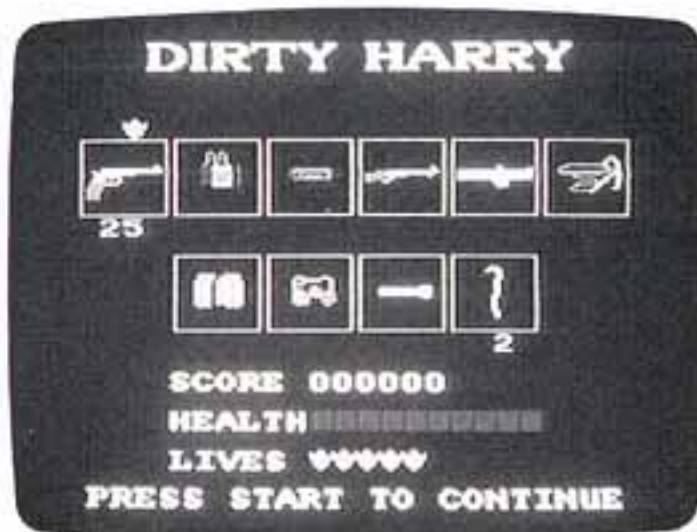 DIRTY HARRY
25
2
SCORE 000000
HEALTH
LIVES
PRESS START TO CONTINUE